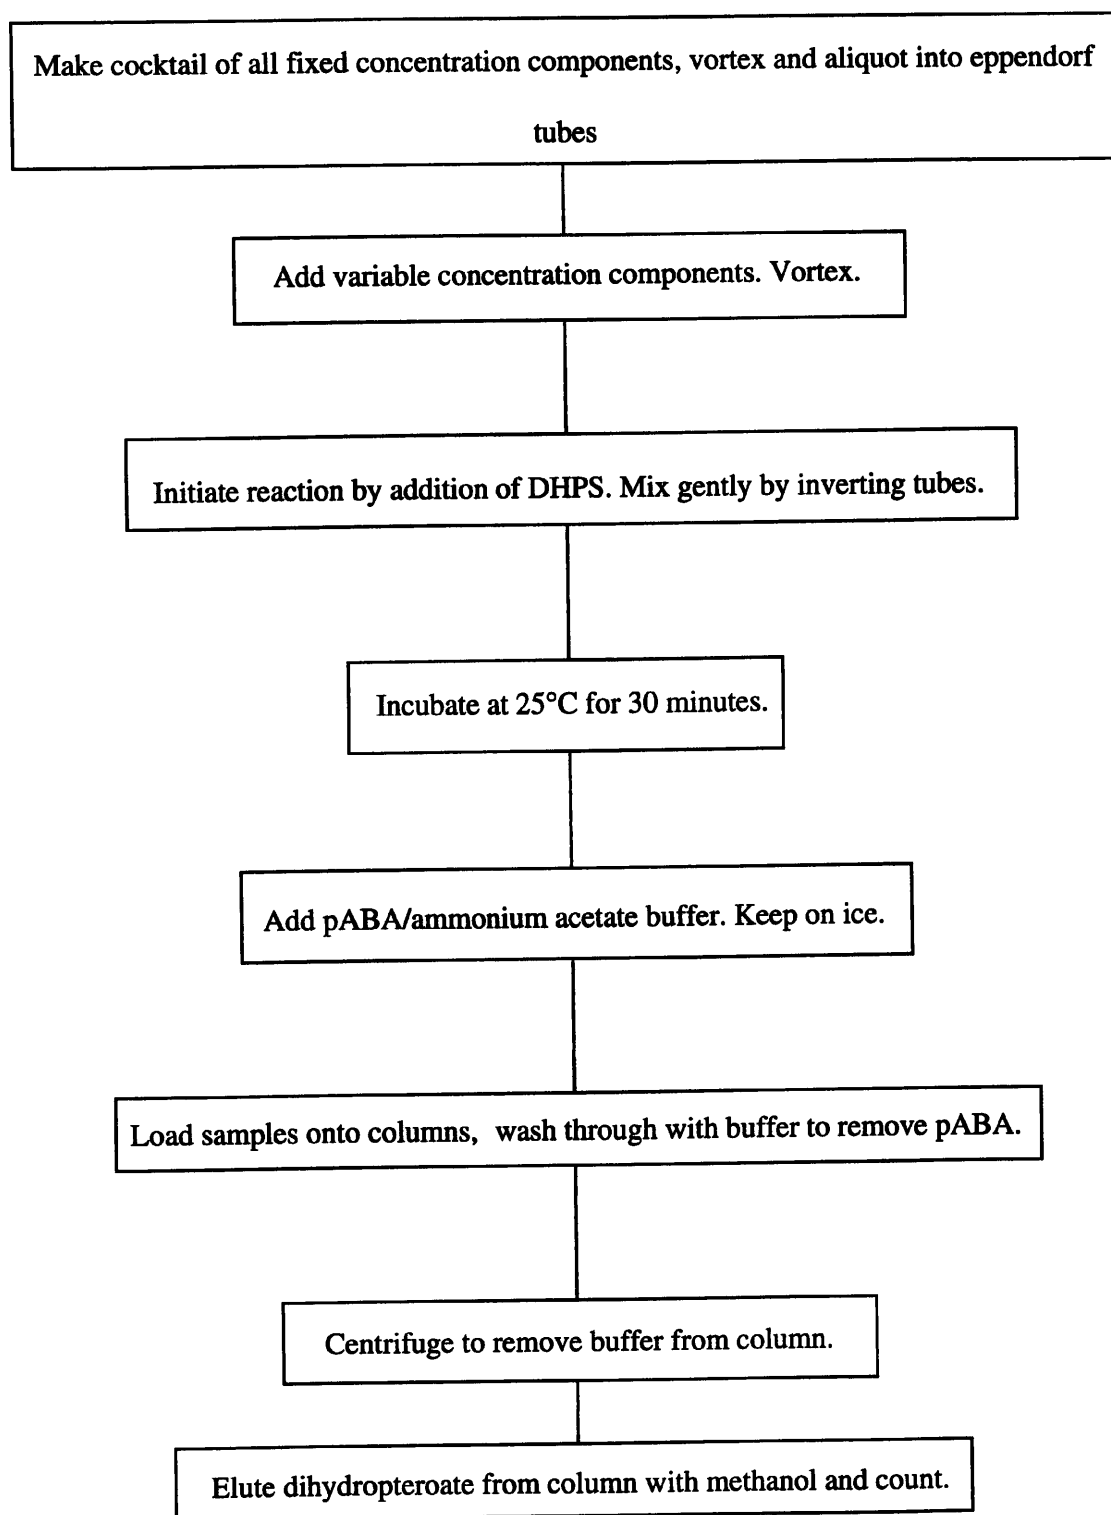 Make cocktail of all fixed concentration components, vortex and aliquot into eppendorf
tubes
Add variable concentration components. Vortex.
Initiate reaction by addition of DHPS. Mix gently by inverting tubes.
Incubate at 25°C for 30 minutes.
Add pABA/ammonium acetate buffer. Keep on ice.
Load samples onto columns, wash through with buffer to remove pABA.
Centrifuge to remove buffer from column.
Elute dihydropteroate from column with methanol and count.